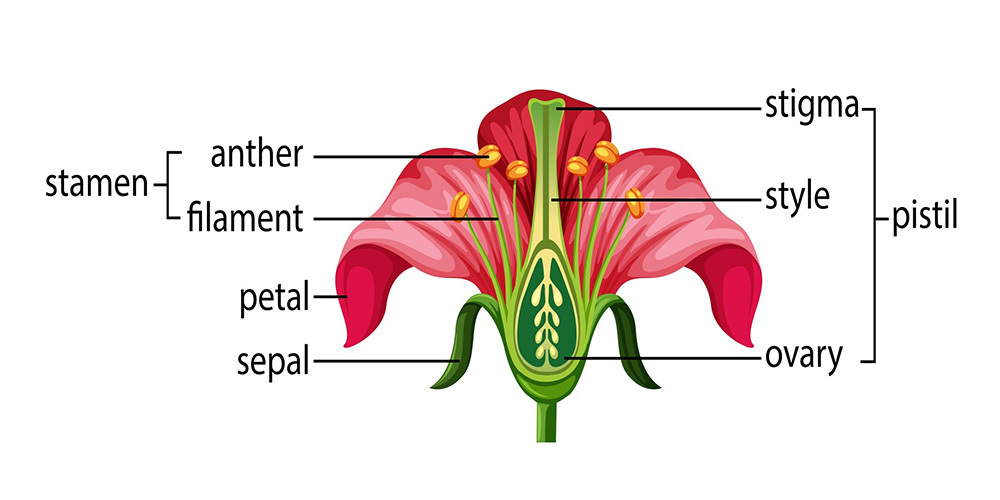 stamen
anther
filament
petal
sepal
stigma
style
ovary
pistil